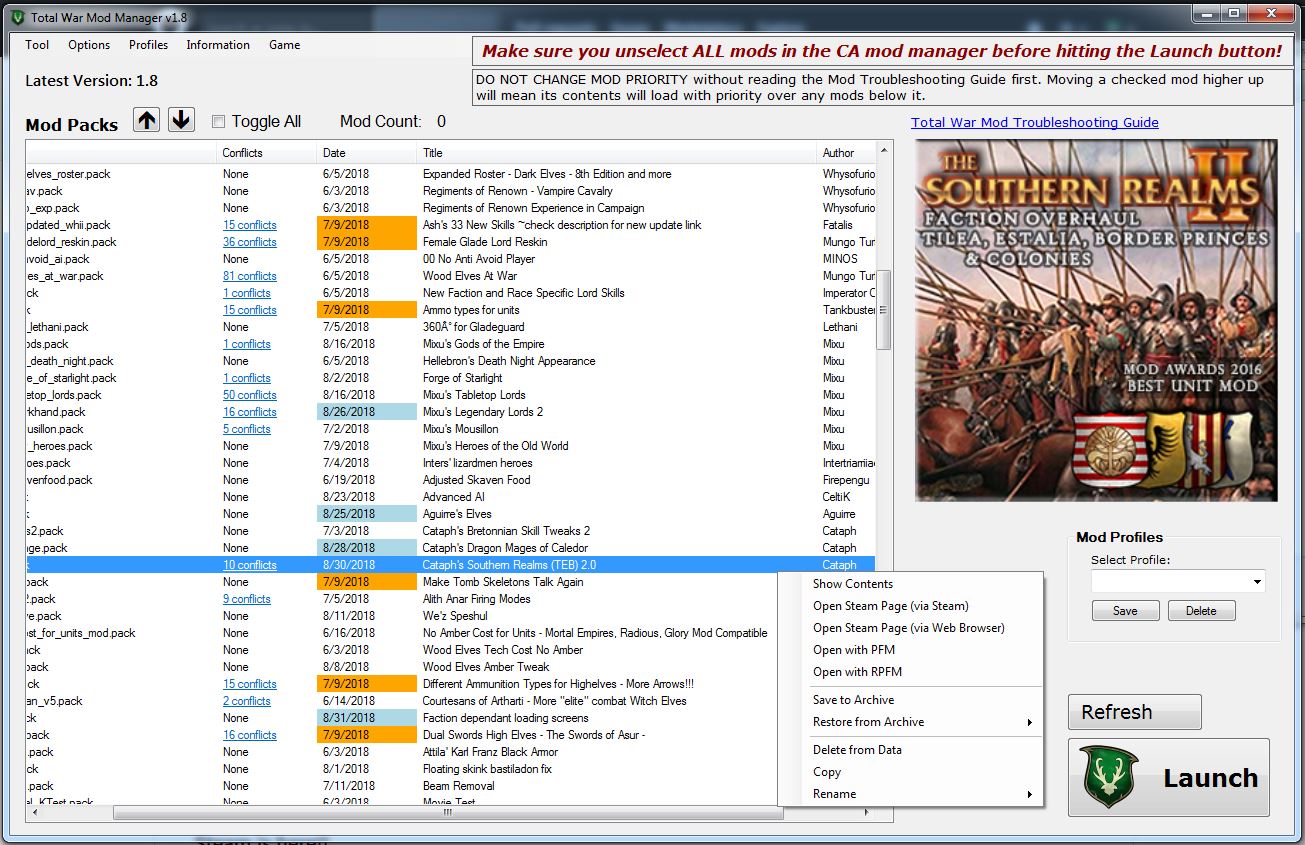 Total War Mod Manager v1.8
Tool Options Profiles Information Game
Make sure you unselect ALL mods in the CA mod manager before hitting the Launch button!
Latest Version: 1.8
DO NOT CHANGE MOD PRIORITY without reading the Mod Troubleshooting Guide first. Moving a checked mod higher up
will mean its contents will load with priority over any mods below it.
Mod Packs Toggle All Mod Count: 0
Total War Mod Troubleshooting Guide
Conflicts Date Title Author
elves_roster.pack None 6/5/2018 Expanded Roster - Dark Elves - 8th Edition and more Whysofurio
av.pack None 6/3/2018 Regiments of Renown - Vampire Cavalry Whysofurio
o_exp.pack None 6/3/2018 Regiments of Renown Experience in Campaign Whysofurio
pdated_whii.pack 15 conflicts 7/9/2018 Ash's 33 New Skills ~check description for new update link Fatalis
delord_reskin.pack 36 conflicts 7/9/2018 Female Glade Lord Reskin Mungo Tur
avoid_ai.pack None 6/5/2018 00 No Anti Avoid Player MINOS
es_at_war.pack 81 conflicts 6/5/2018 Wood Elves At War Mungo Tur
ck 1 conflicts 6/5/2018 New Faction and Race Specific Lord Skills Imperator C
k 15 conflicts 7/9/2018 Ammo types for units Tankbuster
_lethani.pack None 7/5/2018 360Â° for Gladeguard Lethani
ods.pack 1 conflicts 8/16/2018 Mixu's Gods of the Empire Mixu
_death_night.pack None 6/5/2018 Hellebron's Death Night Appearance Mixu
e_of_starlight.pack 1 conflicts 8/2/2018 Forge of Starlight Mixu
etop_lords.pack 50 conflicts 8/16/2018 Mixu's Tabletop Lords Mixu
rkhand.pack 16 conflicts 8/26/2018 Mixu's Legendary Lords 2 Mixu
ousillon.pack 5 conflicts 7/2/2018 Mixu's Mousillon Mixu
_heroes.pack None 7/9/2018 Mixu's Heroes of the Old World Mixu
oes.pack None 7/4/2018 Inters' lizardmen heroes Intertriarriiae
venfood.pack None 6/19/2018 Adjusted Skaven Food Firepengu
None 8/23/2018 Advanced AI CeltiK
None 8/25/2018 Aguirre's Elves Aguirre
s2.pack None 7/3/2018 Cataph's Bretonnian Skill Tweaks 2 Cataph
nge.pack None 8/28/2018 Cataph's Dragon Mages of Caledor Cataph
10 conflicts 8/30/2018 Cataph's Southern Realms (TEB) 2.0 Cataph
pack None 7/9/2018 Make Tomb Skeletons Talk Again
2.pack 9 conflicts 7/5/2018 Alith Anar Firing Modes
re.pack None 8/11/2018 We'z Speshul
ost_for_units_mod.pack None 6/16/2018 No Amber Cost for Units - Mortal Empires, Radious, Glory Mod Compatible
ck None 6/3/2018 Wood Elves Tech Cost No Amber
pack None 8/8/2018 Wood Elves Amber Tweak
ck 15 conflicts 7/9/2018 Different Ammunition Types for Highelves - More Arrows!!!
an_v5.pack 2 conflicts 6/14/2018 Courtesans of Artharti - More "elite" combat Witch Elves
ck None 8/31/2018 Faction dependant loading screens
pack 16 conflicts 7/9/2018 Dual Swords High Elves - The Swords of Asur -
.pack None 6/3/2018 Attila' Karl Franz Black Armor
ck None 8/1/2018 Floating skink bastiladon fix
.pack None 7/11/2018 Beam Removal
al_KTest.pack None 6/3/2018 Movie Test
THE
SOUTHERN REALMS II
FACTION OVERHAUL
TILEA, ESTALIA, BORDER PRINCES
& COLONIES
MOD AWARDS 2016
BEST UNIT MOD
Mod Profiles
Select Profile:
Save Delete
Show Contents
Open Steam Page (via Steam)
Open Steam Page (via Web Browser)
Open with PFM
Open with RPFM
Save to Archive
Restore from Archive
Delete from Data
Copy
Rename
Refresh
Launch